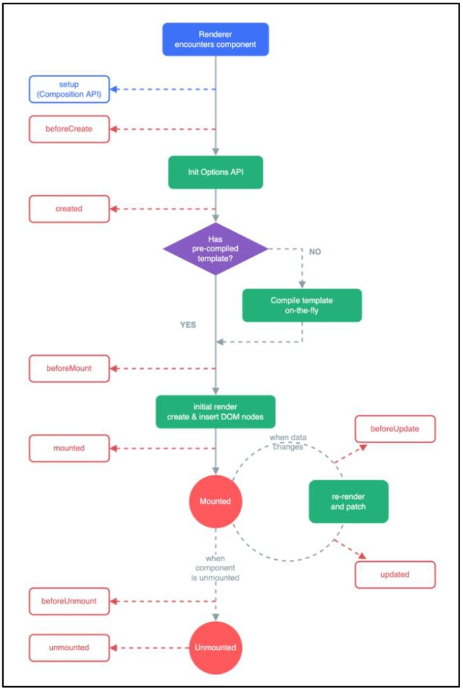 Renderer
encounters component
setup
(Composition API)
beforeCreate
Init Options API
created
Has
pre-compiled
template?
NO
Compile template
on-the-fly
YES
beforeMount
initial render
create & insert DOM nodes
mounted
when data
changes
beforeUpdate
Mounted
re-render
and patch
when
component
is unmounted
updated
beforeUnmount
unmounted
Unmounted